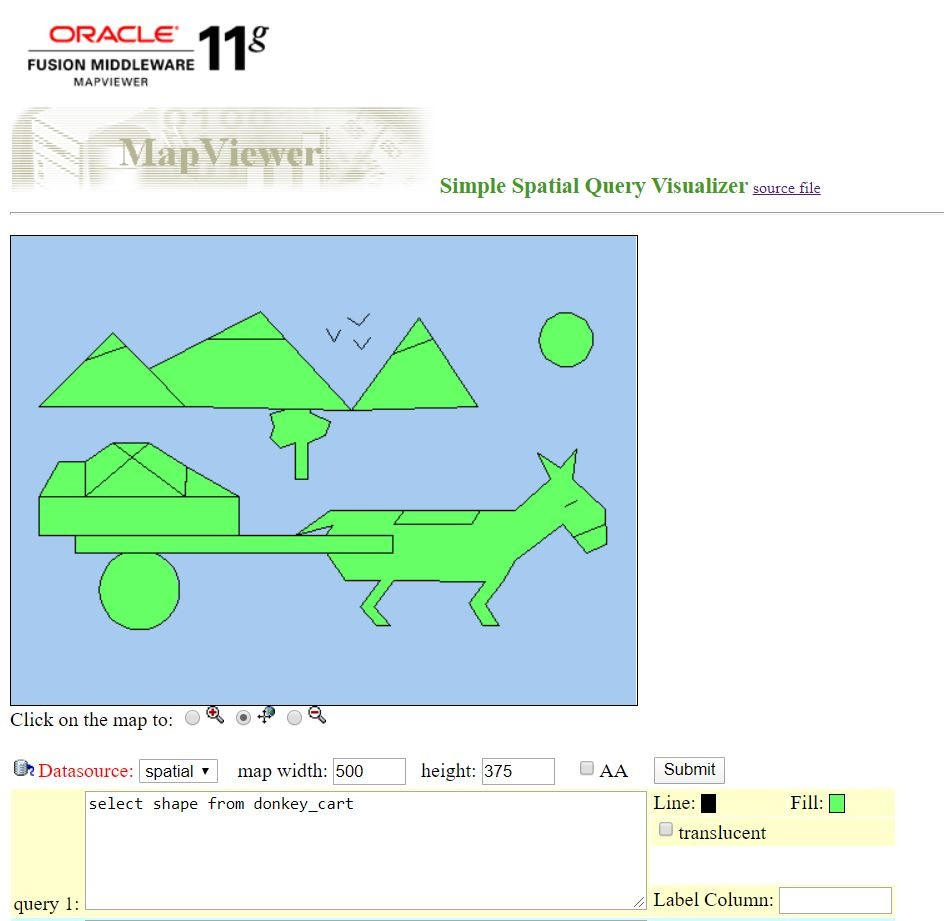 ORACLE®
FUSION MIDDLEWARE 11g
MAPVIEWER
MapViewer
Simple Spatial Query Visualizer source file
Click on the map to:
Datasource: spatial ▼ map width: 500 height: 375 AA Submit
select shape from donkey_cart
Line: Fill:
translucent
query 1:
Label Column: